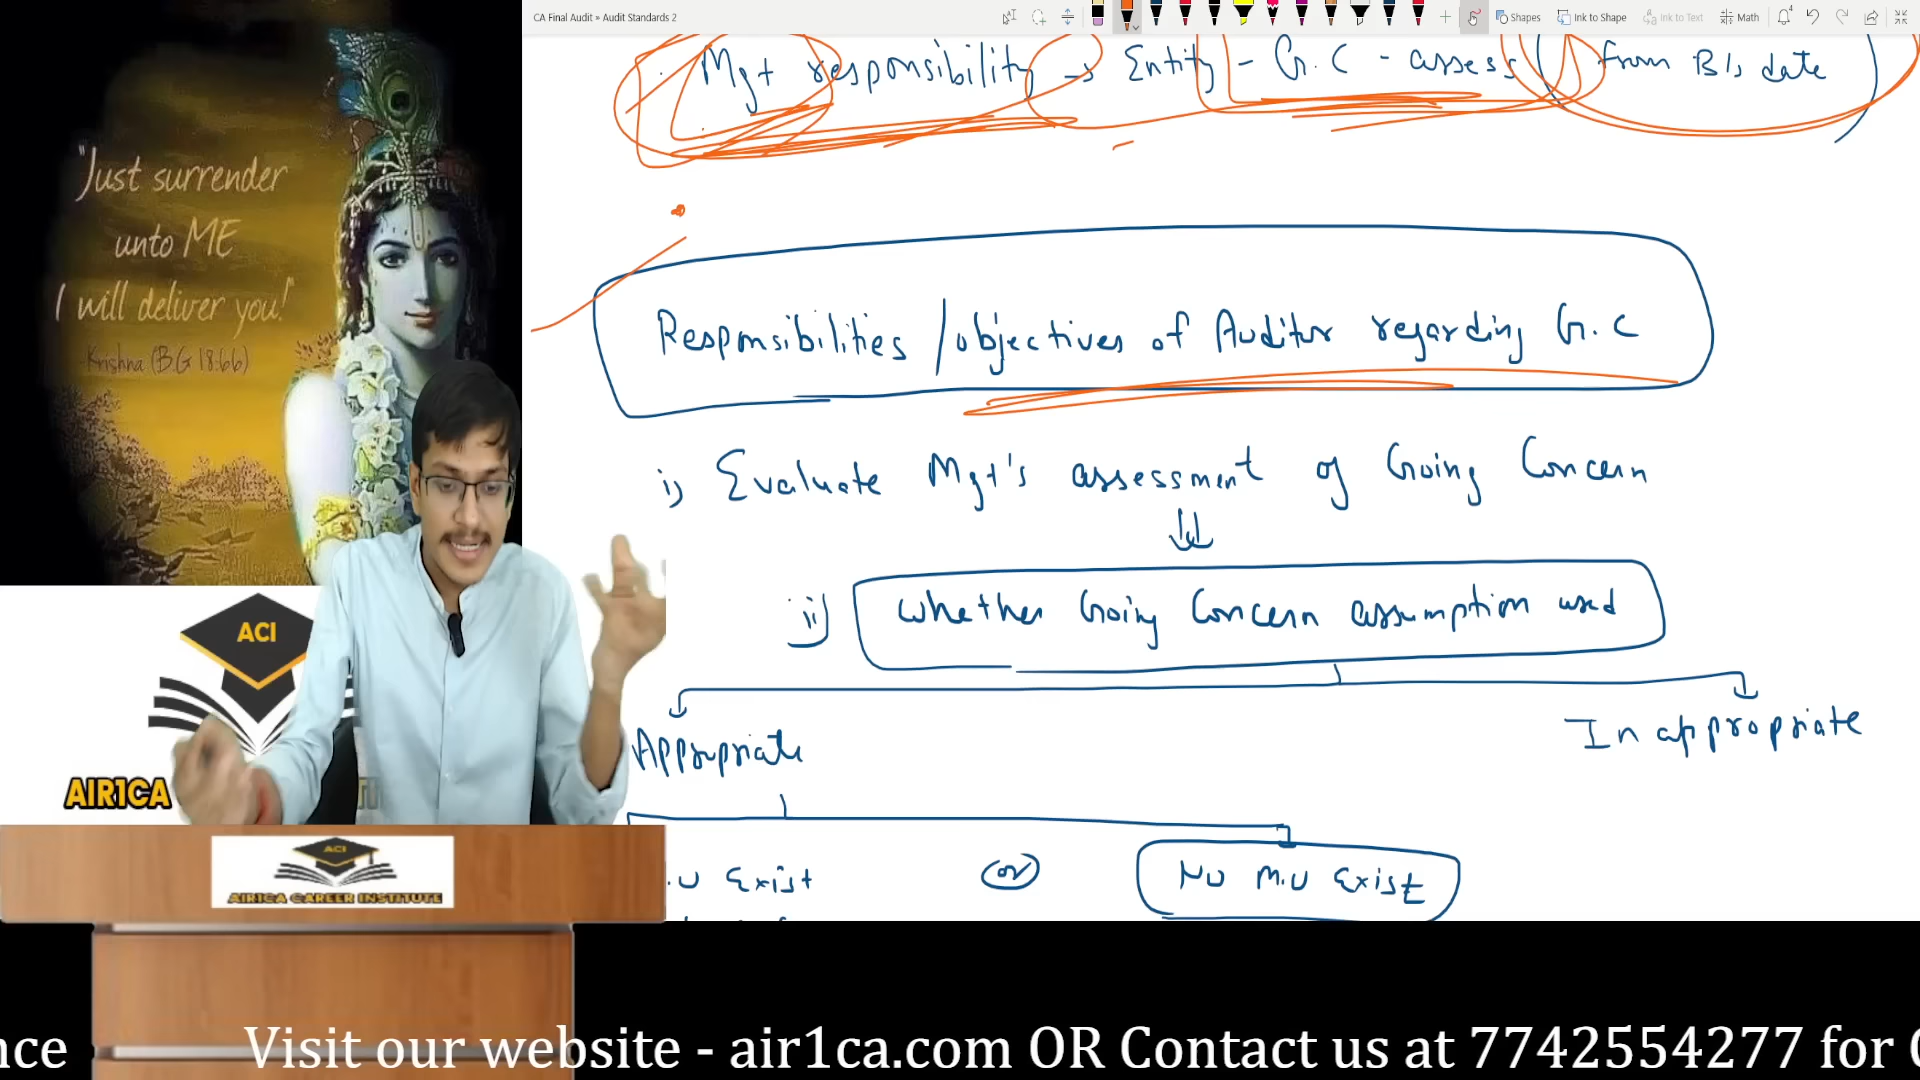 CA Final Audit » Audit Standards 2
Shapes
Ink to Shape
Ink to Text
Math
Mgt responsibility → Entity - G.C - assess (from B/s date)
"Just surrender
unto ME
I will deliver you!"
-Krishna (B.G 18:66)
Responsibilities / objectives of Auditor regarding G.C
i) Evaluate Mgt's assessment of Going Concern
ii) Whether Going Concern assumption used
Appropriate
Inappropriate
.U Exist
or
No M.U Exist
ACI
AIR1CA
ACI
AIR1CA CAREER INSTITUTE
nce Visit our website - air1ca.com OR Contact us at 7742554277 for